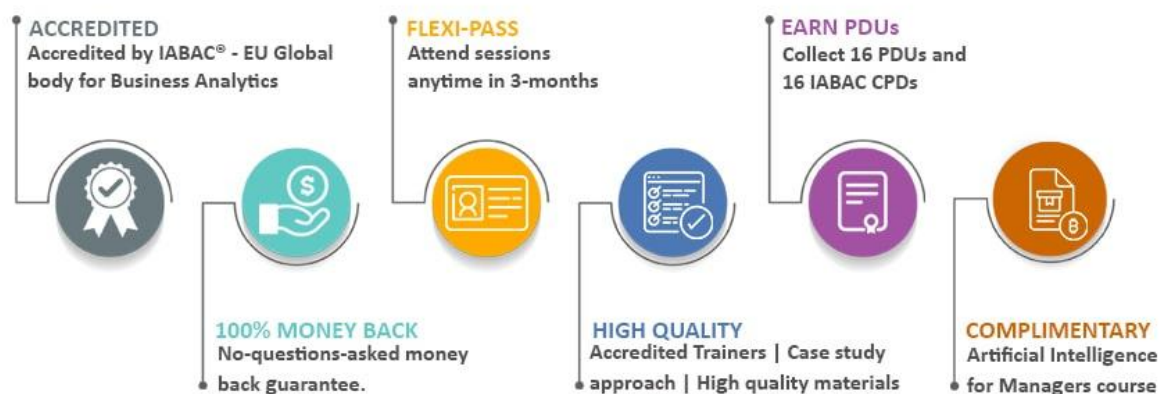 ACCREDITED
Accredited by IABAC® - EU Global
body for Business Analytics
FLEXI-PASS
Attend sessions
anytime in 3-months
EARN PDUs
Collect 16 PDUs and
16 IABAC CPDs
$
B
100% MONEY BACK
No-questions-asked money
back guarantee.
HIGH QUALITY
Accredited Trainers | Case study
approach | High quality materials
COMPLIMENTARY
Artificial Intelligence
for Managers course